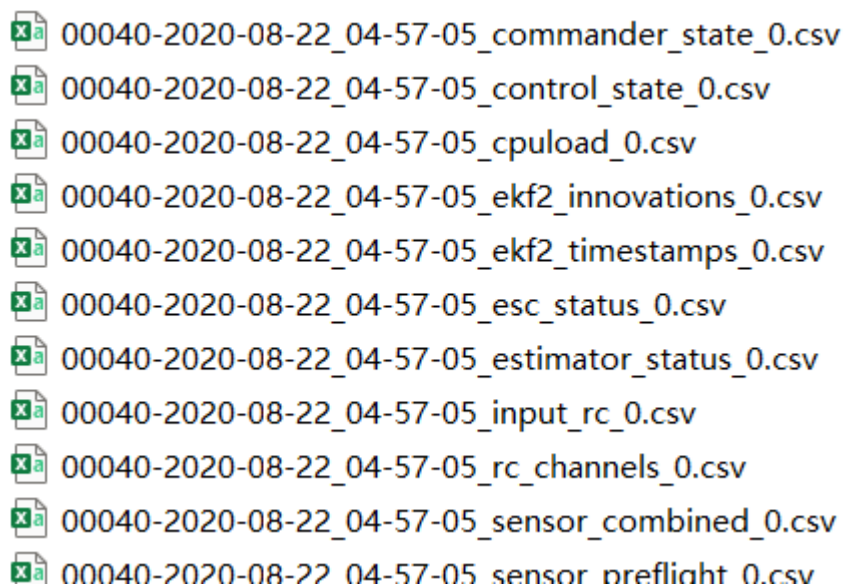 00040-2020-08-22_04-57-05_commander_state_0.csv
00040-2020-08-22_04-57-05_control_state_0.csv
00040-2020-08-22_04-57-05_cpuload_0.csv
00040-2020-08-22_04-57-05_ekf2_innovations_0.csv
00040-2020-08-22_04-57-05_ekf2_timestamps_0.csv
00040-2020-08-22_04-57-05_esc_status_0.csv
00040-2020-08-22_04-57-05_estimator_status_0.csv
00040-2020-08-22_04-57-05_input_rc_0.csv
00040-2020-08-22_04-57-05_rc_channels_0.csv
00040-2020-08-22_04-57-05_sensor_combined_0.csv
00040-2020-08-22_04-57-05_sensor_preflight_0.csv